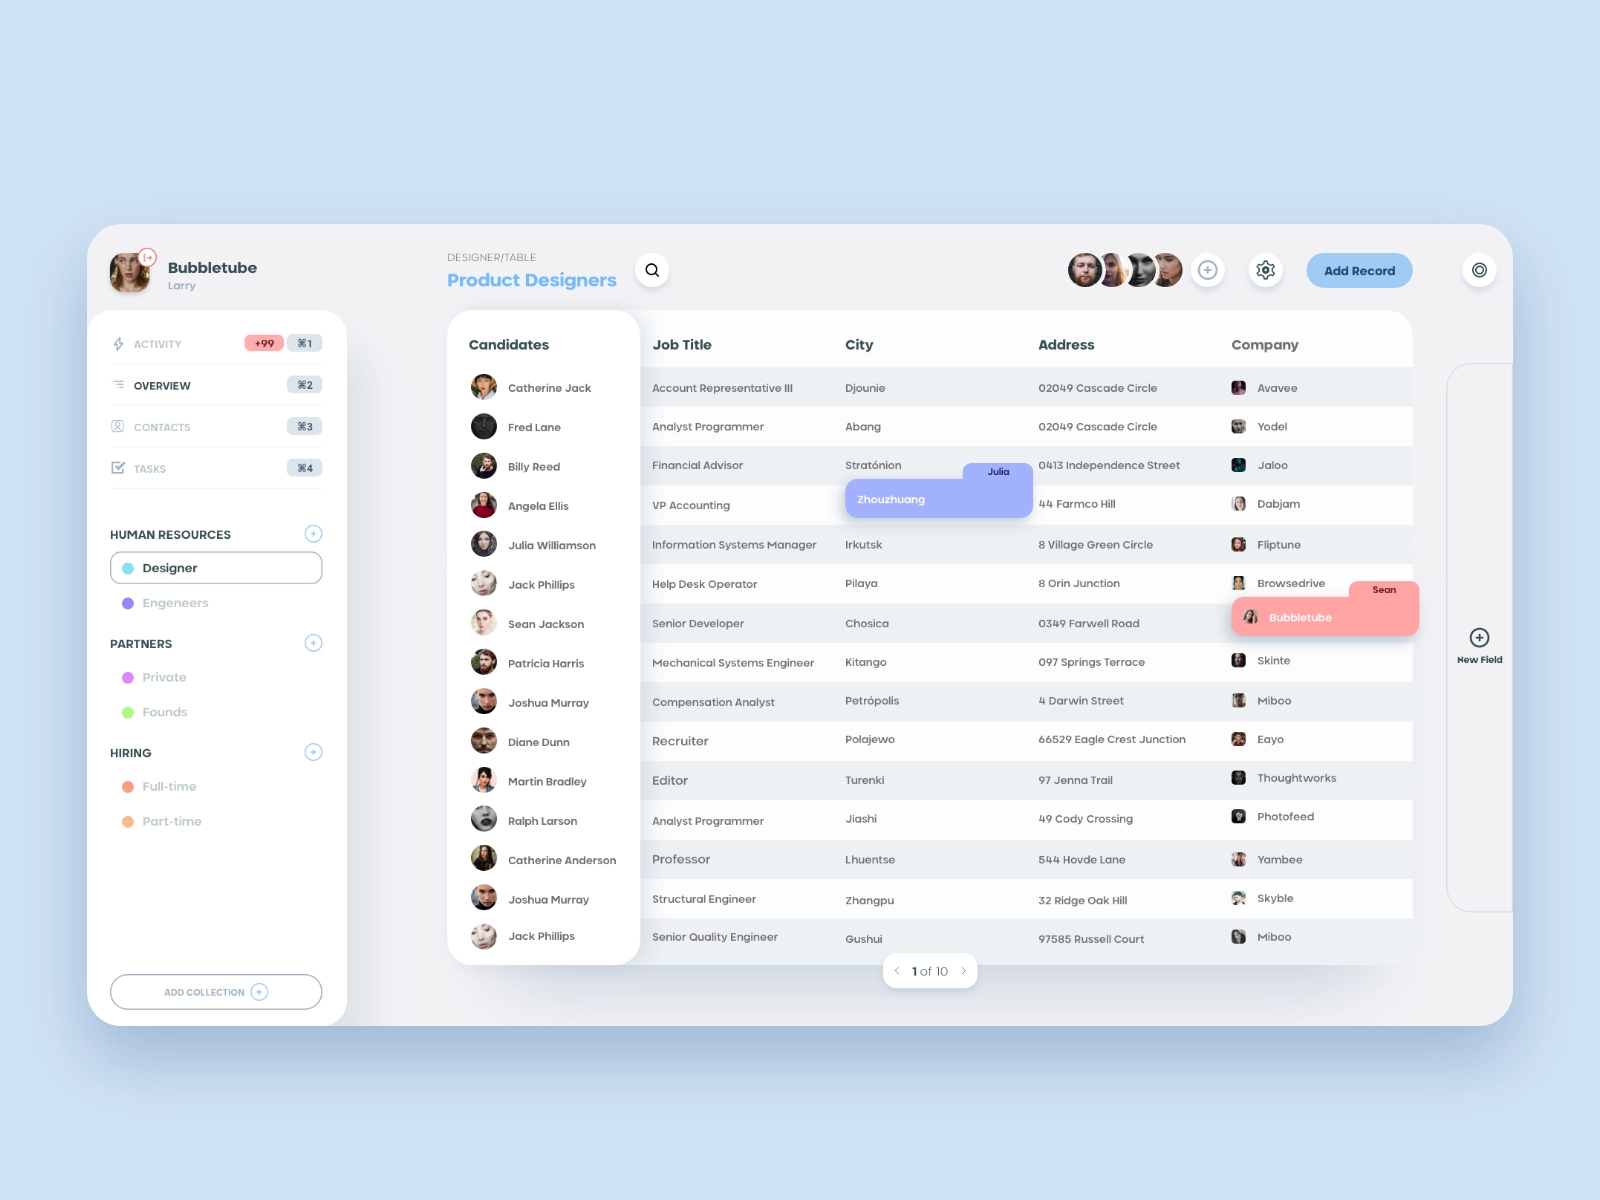 Bubbletube
Larry
ACTIVITY +99 ⌘1
OVERVIEW ⌘2
CONTACTS ⌘3
TASKS ⌘4
HUMAN RESOURCES
Designer
Engeneers
PARTNERS
Private
Founds
HIRING
Full-time
Part-time
ADD COLLECTION
DESIGNER/TABLE
Product Designers
Add Record
Candidates Job Title City Address Company
Catherine Jack Account Representative III Djounie 02049 Cascade Circle Avavee
Fred Lane Analyst Programmer Abang 02049 Cascade Circle Yodel
Billy Reed Financial Advisor Stratónion 0413 Independence Street Jaloo
Julia
Angela Ellis VP Accounting Zhouzhuang 44 Farmco Hill Dabjam
Julia Williamson Information Systems Manager Irkutsk 8 Village Green Circle Fliptune
Jack Phillips Help Desk Operator Pilaya 8 Orin Junction Browsedrive
Sean
Sean Jackson Senior Developer Chosica 0349 Farwell Road Bubbletube
Patricia Harris Mechanical Systems Engineer Kitango 097 Springs Terrace Skinte
Joshua Murray Compensation Analyst Petrópolis 4 Darwin Street Miboo
Diane Dunn Recruiter Połajewo 66529 Eagle Crest Junction Eayo
Martin Bradley Editor Turenki 97 Jenna Trail Thoughtworks
Ralph Larson Analyst Programmer Jiashi 49 Cody Crossing Photofeed
Catherine Anderson Professor Lhuentse 544 Hovde Lane Yambee
Joshua Murray Structural Engineer Zhangpu 32 Ridge Oak Hill Skyble
Jack Phillips Senior Quality Engineer Gushui 97585 Russell Court Miboo
1 of 10
New Field